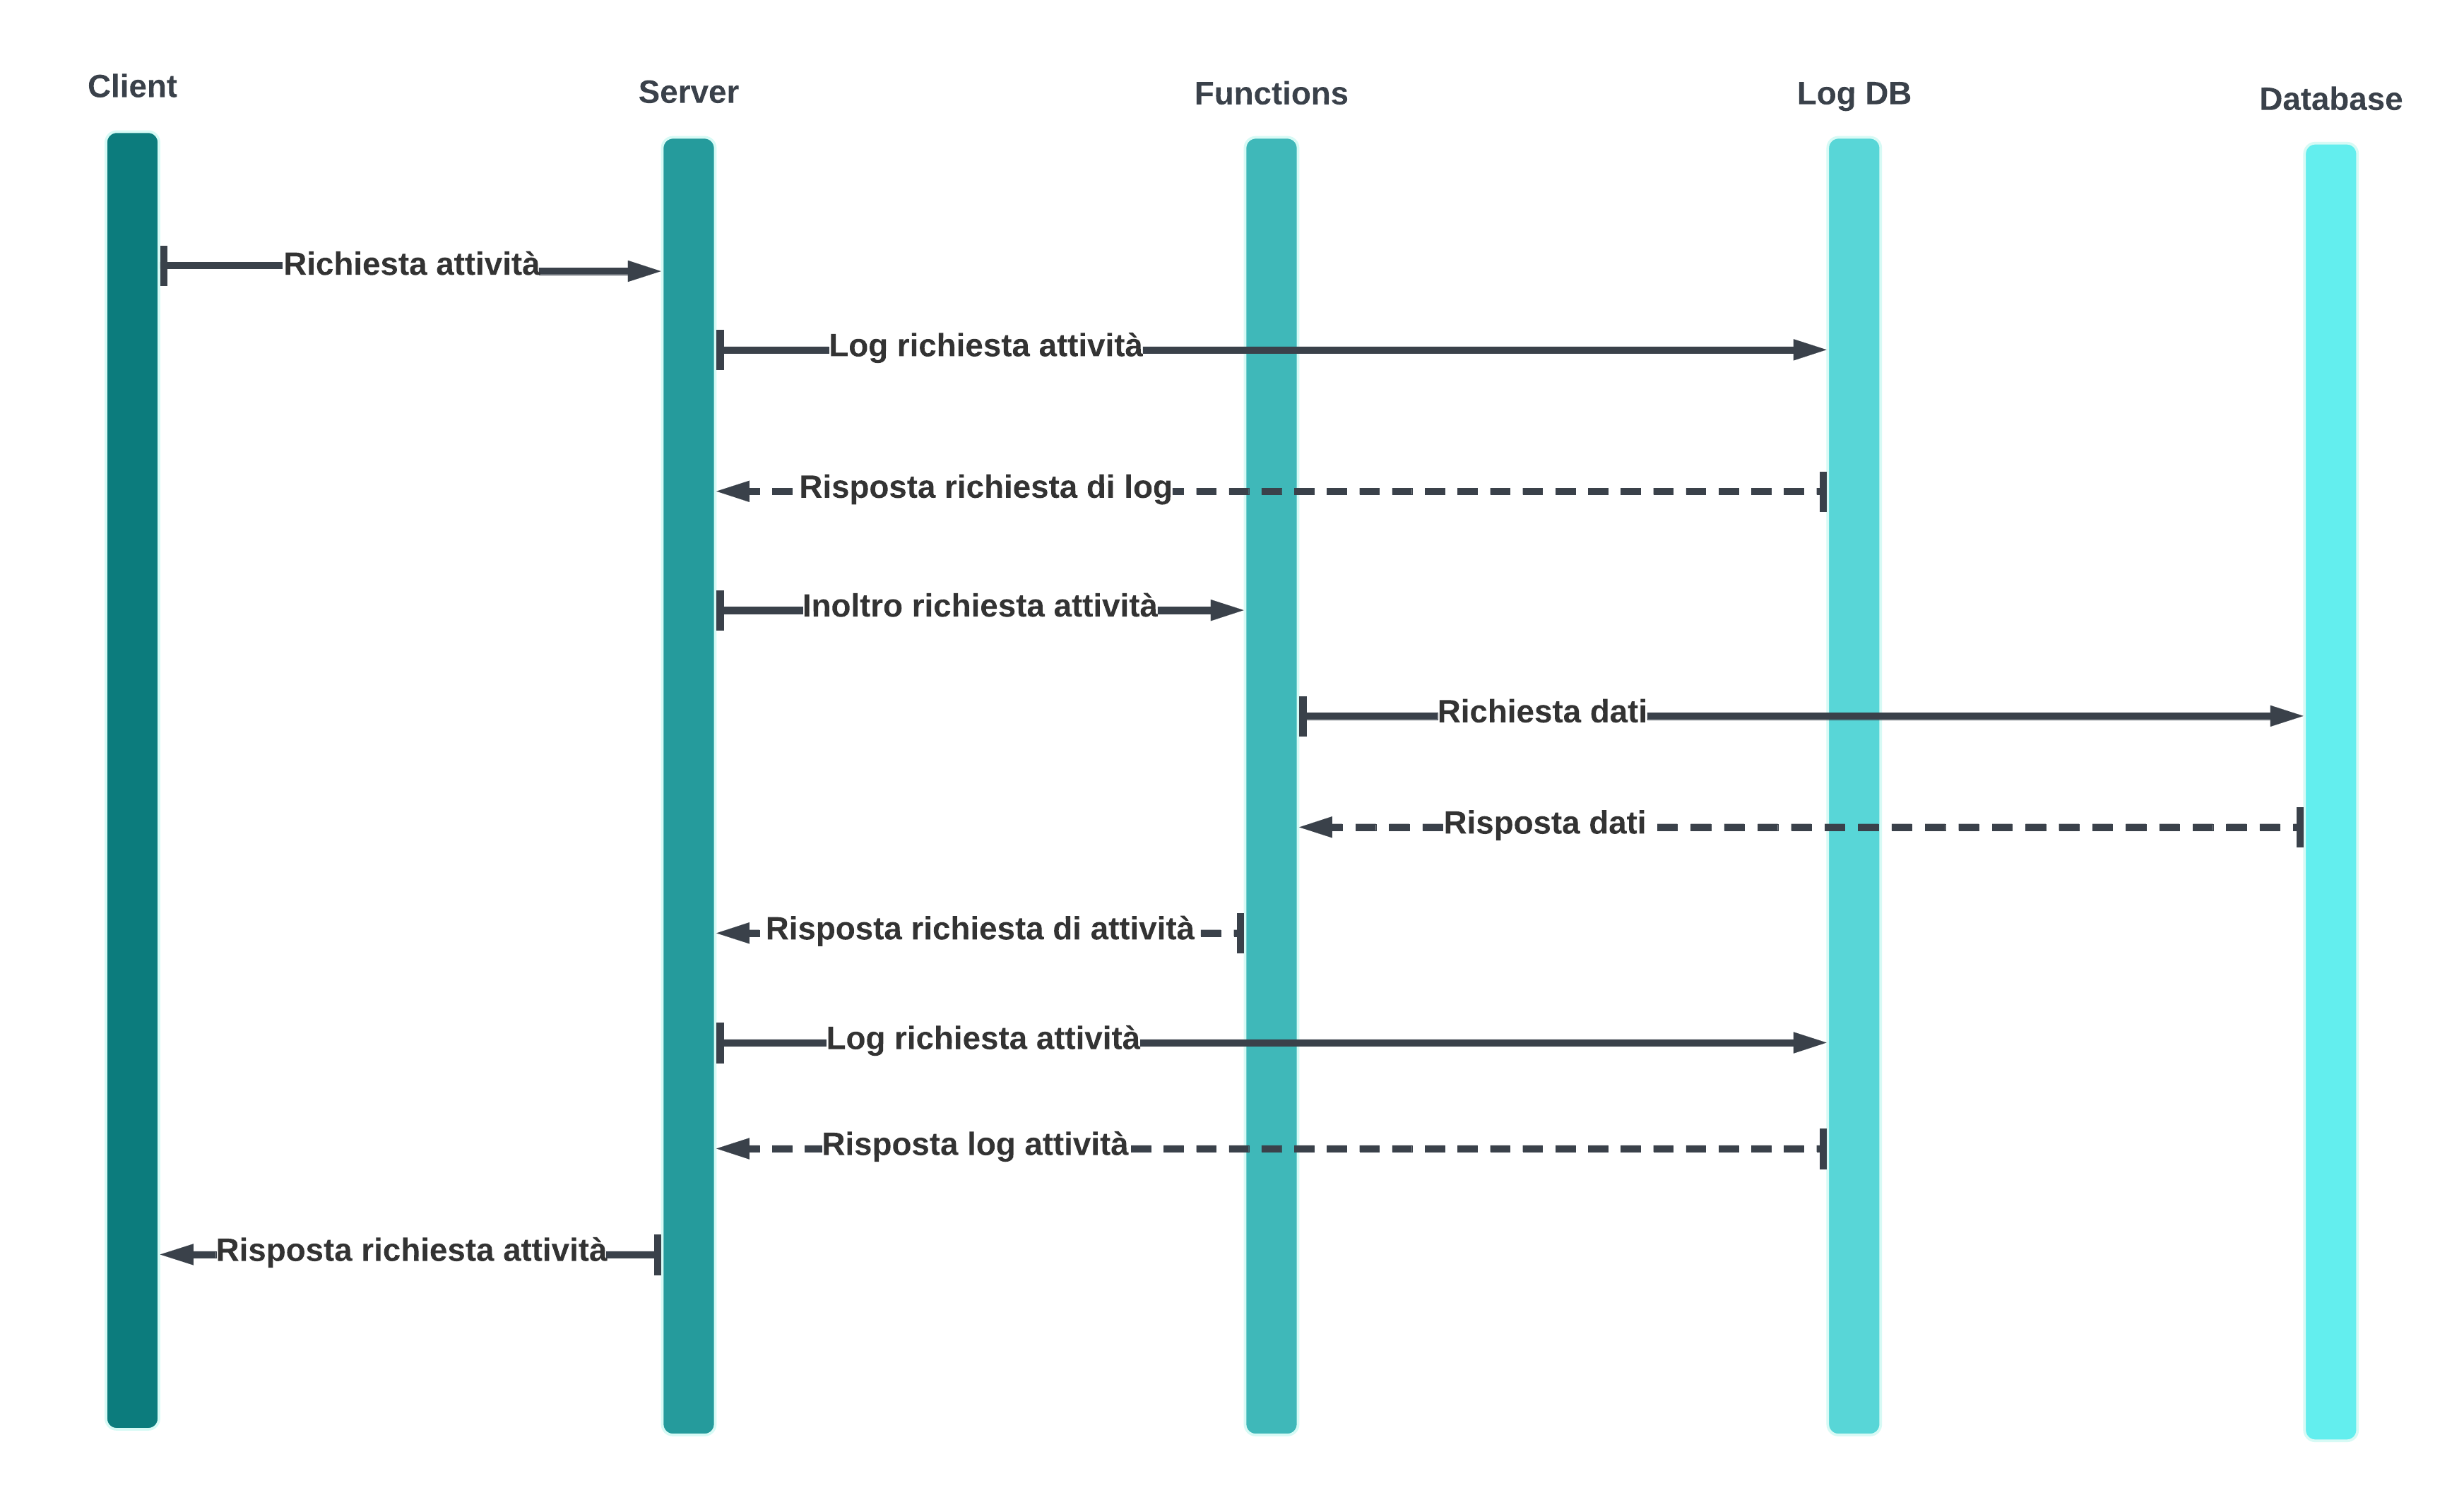 Client
Server
Functions
Log DB
Database
Richiesta attività
Log richiesta attività
Risposta richiesta di log
Inoltro richiesta attività
Richiesta dati
Risposta dati
Risposta richiesta di attività
Log richiesta attività
Risposta log attività
Risposta richiesta attività